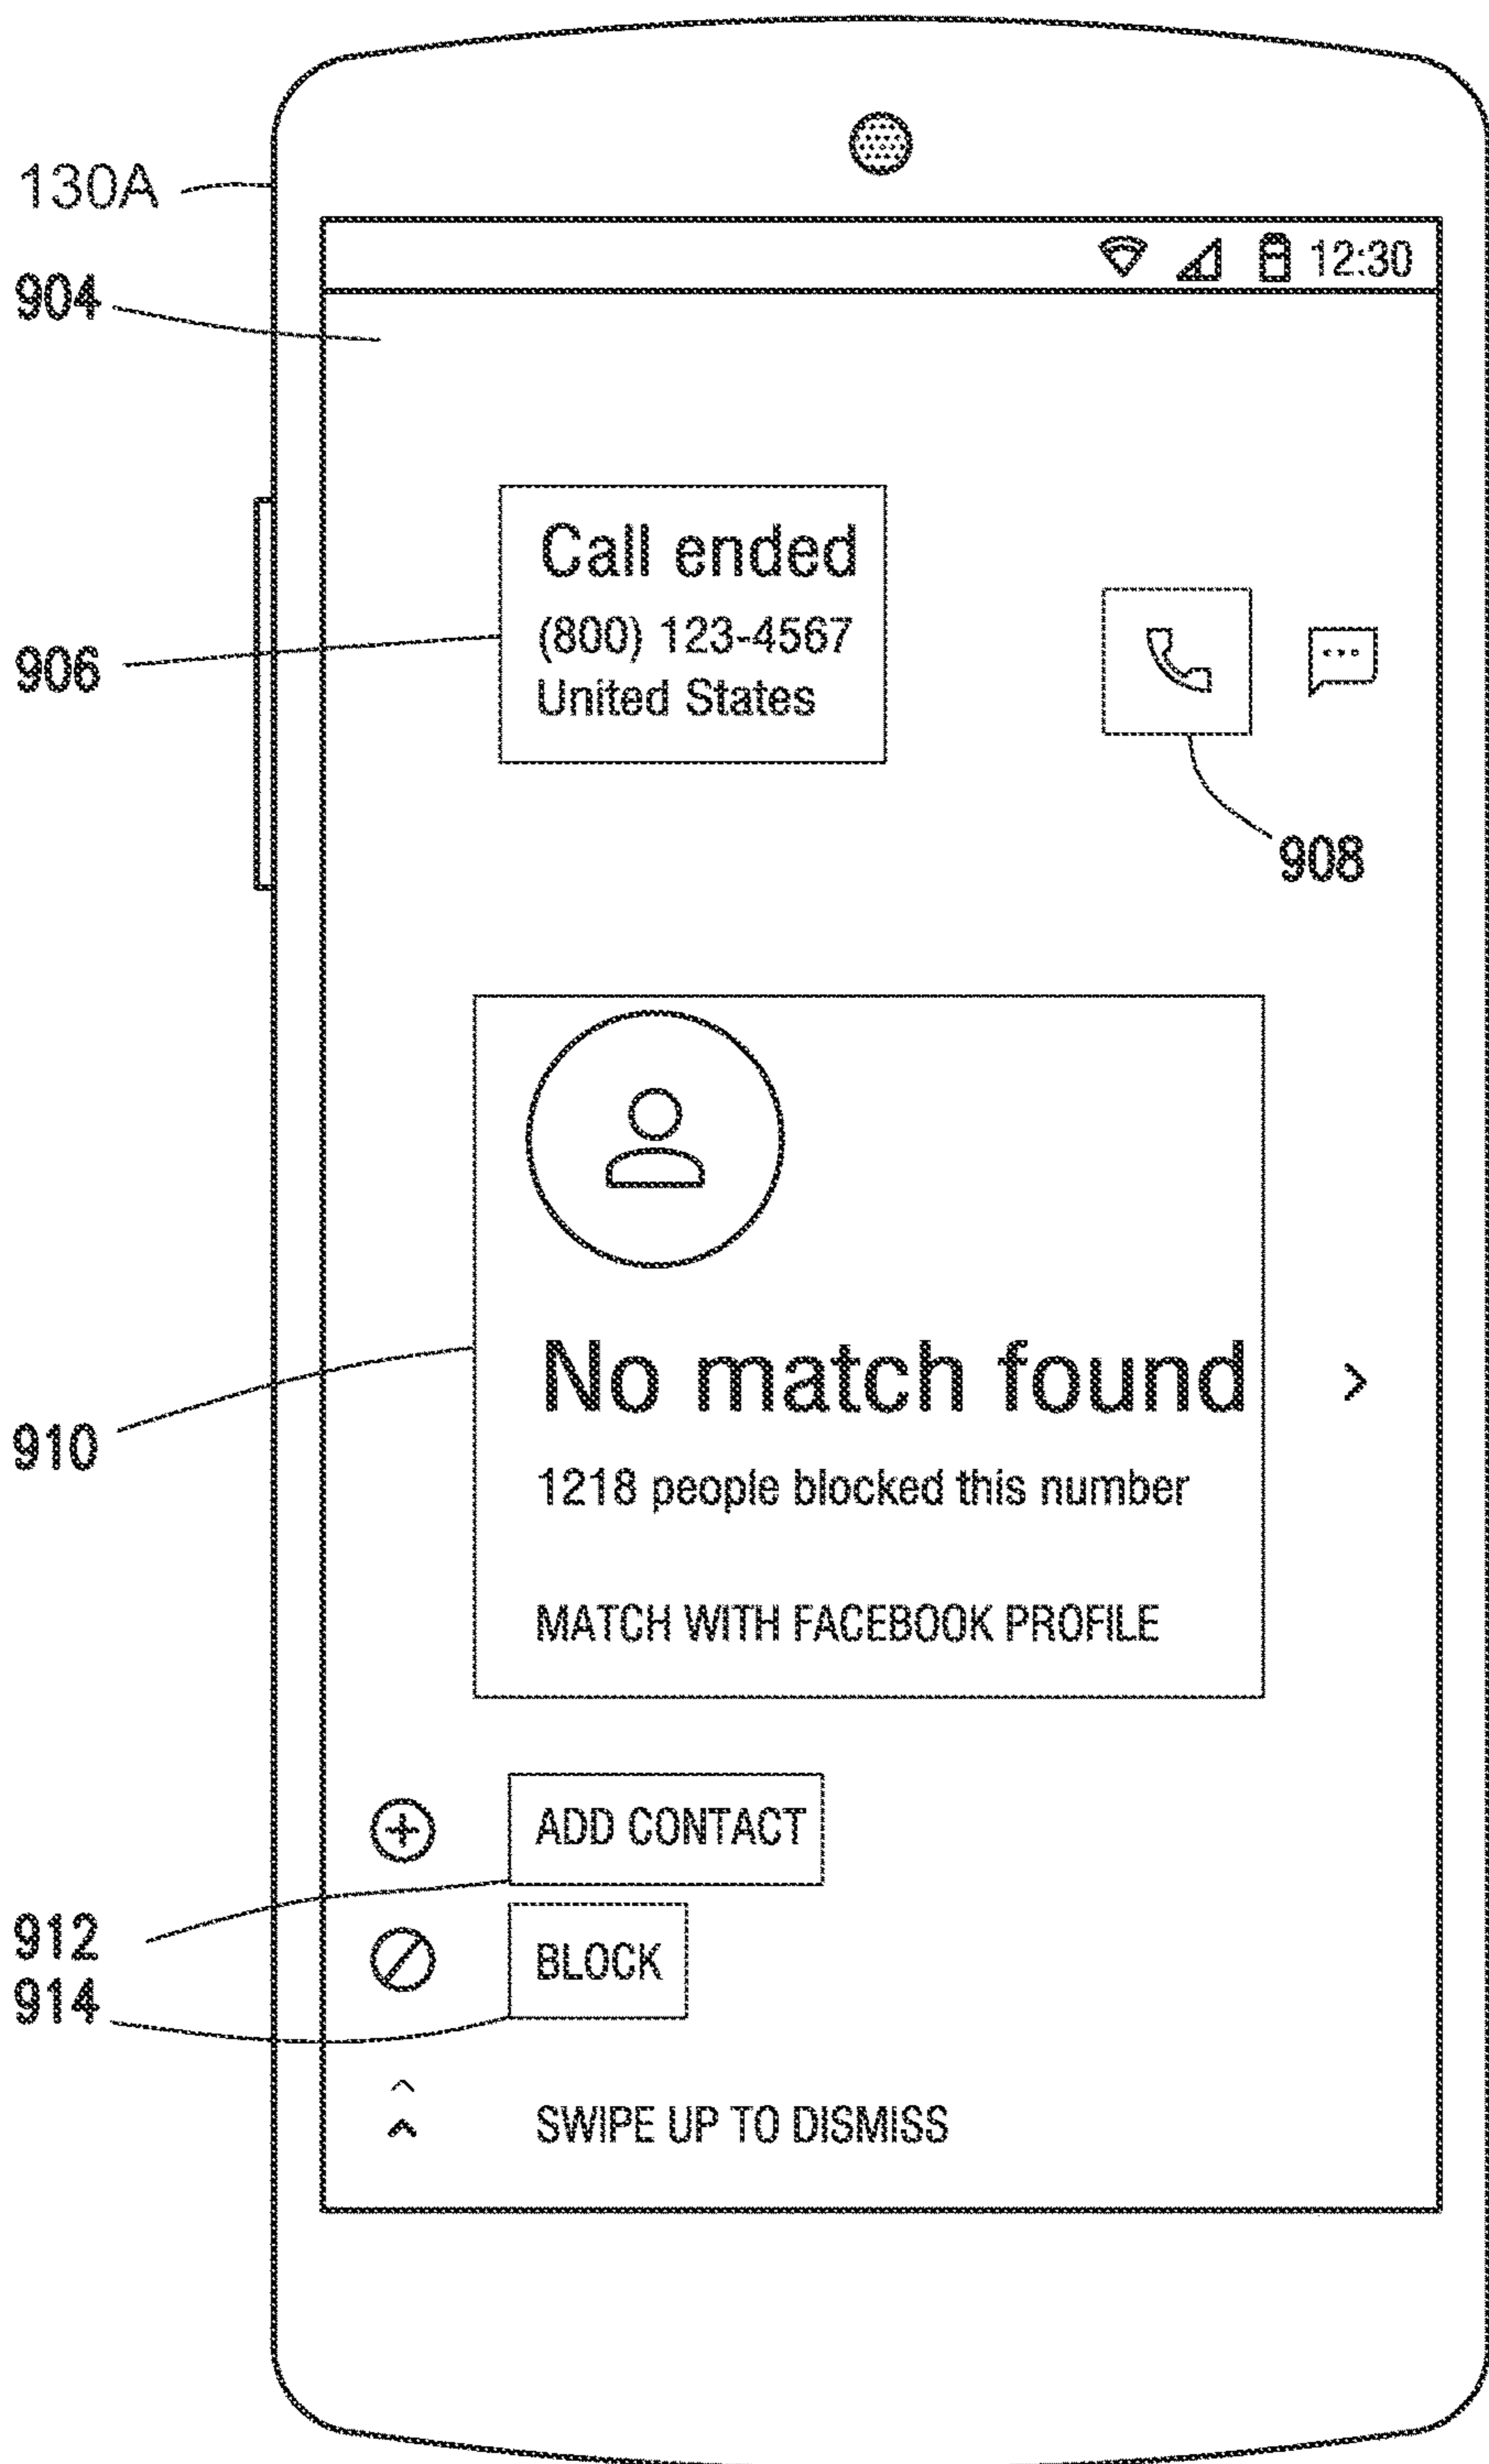 130A
12:30
904
Call ended
(800) 123-4567
906
United States
908
No match found
910
1218 people blocked this number
MATCH WITH FACEBOOK PROFILE
ADD CONTACT
912
BLOCK
914
SWIPE UP TO DISMISS